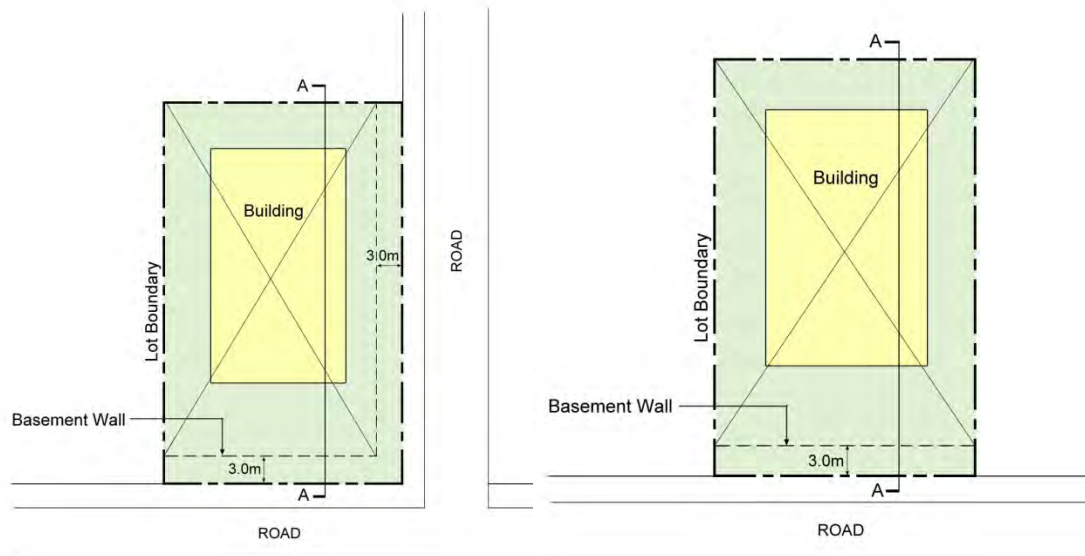 A
Building
3.0m
ROAD
Lot Boundary
Basement Wall
3.0m
A
ROAD
A
Building
Lot Boundary
Basement Wall
3.0m
A
ROAD